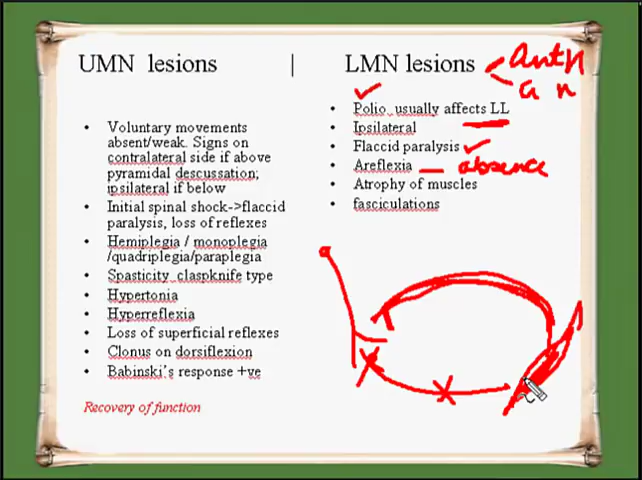 UMN lesions | LMN lesions
Ant n
a n
• Voluntary movements
absent/weak. Signs on
contralateral side if above
pyramidal descussation;
ipsilateral if below
• Initial spinal shock->flaccid
paralysis, loss of reflexes
• Hemiplegia / monoplegia
/quadriplegia/paraplegia
• Spasticity claspknife type
• Hypertonia
• Hyperreflexia
• Loss of superficial reflexes
• Clonus on dorsiflexion
• Babinski's response +ve
Recovery of function
• Polio usually affects LL
• Ipsilateral
• Flaccid paralysis
• Areflexia absence
• Atrophy of muscles
• fasciculations